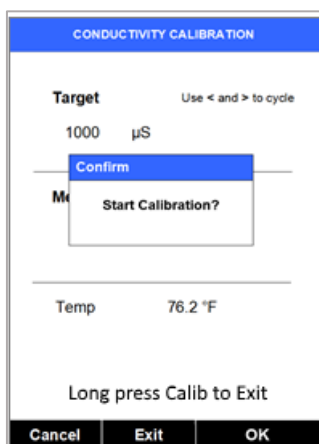 CONDUCTIVITY CALIBRATION
Target Use < and > to cycle
1000 µS
Confirm
Start Calibration?
Temp 76.2 °F
Long press Calib to Exit
Cancel Exit OK